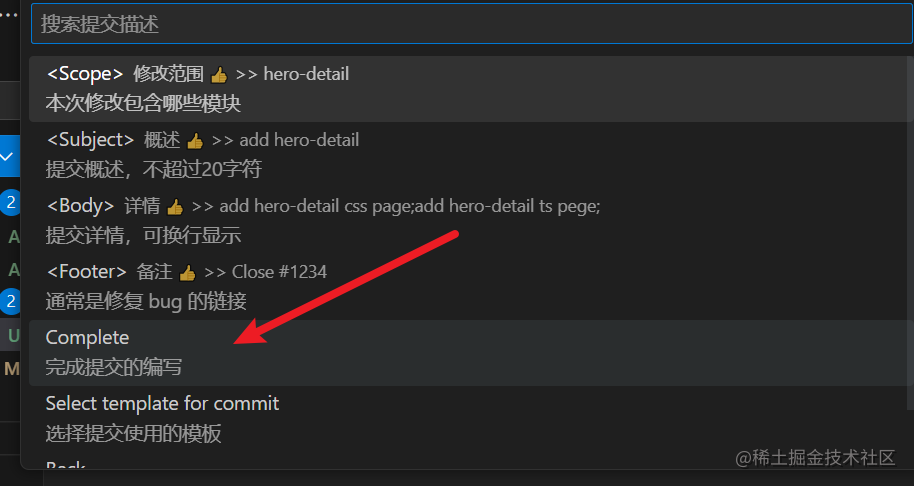 搜索提交描述
<Scope> 修改范围 👍 >> hero-detail
本次修改包含哪些模块
<Subject> 概述 👍 >> add hero-detail
提交概述，不超过20字符
<Body> 详情 👍 >> add hero-detail css page;add hero-detail ts pege;
提交详情，可换行显示
<Footer> 备注 👍 >> Close #1234
通常是修复 bug 的链接
Complete
完成提交的编写
Select template for commit
选择提交使用的模板
Back
2
A
A
2
U
M
@稀土掘金技术社区